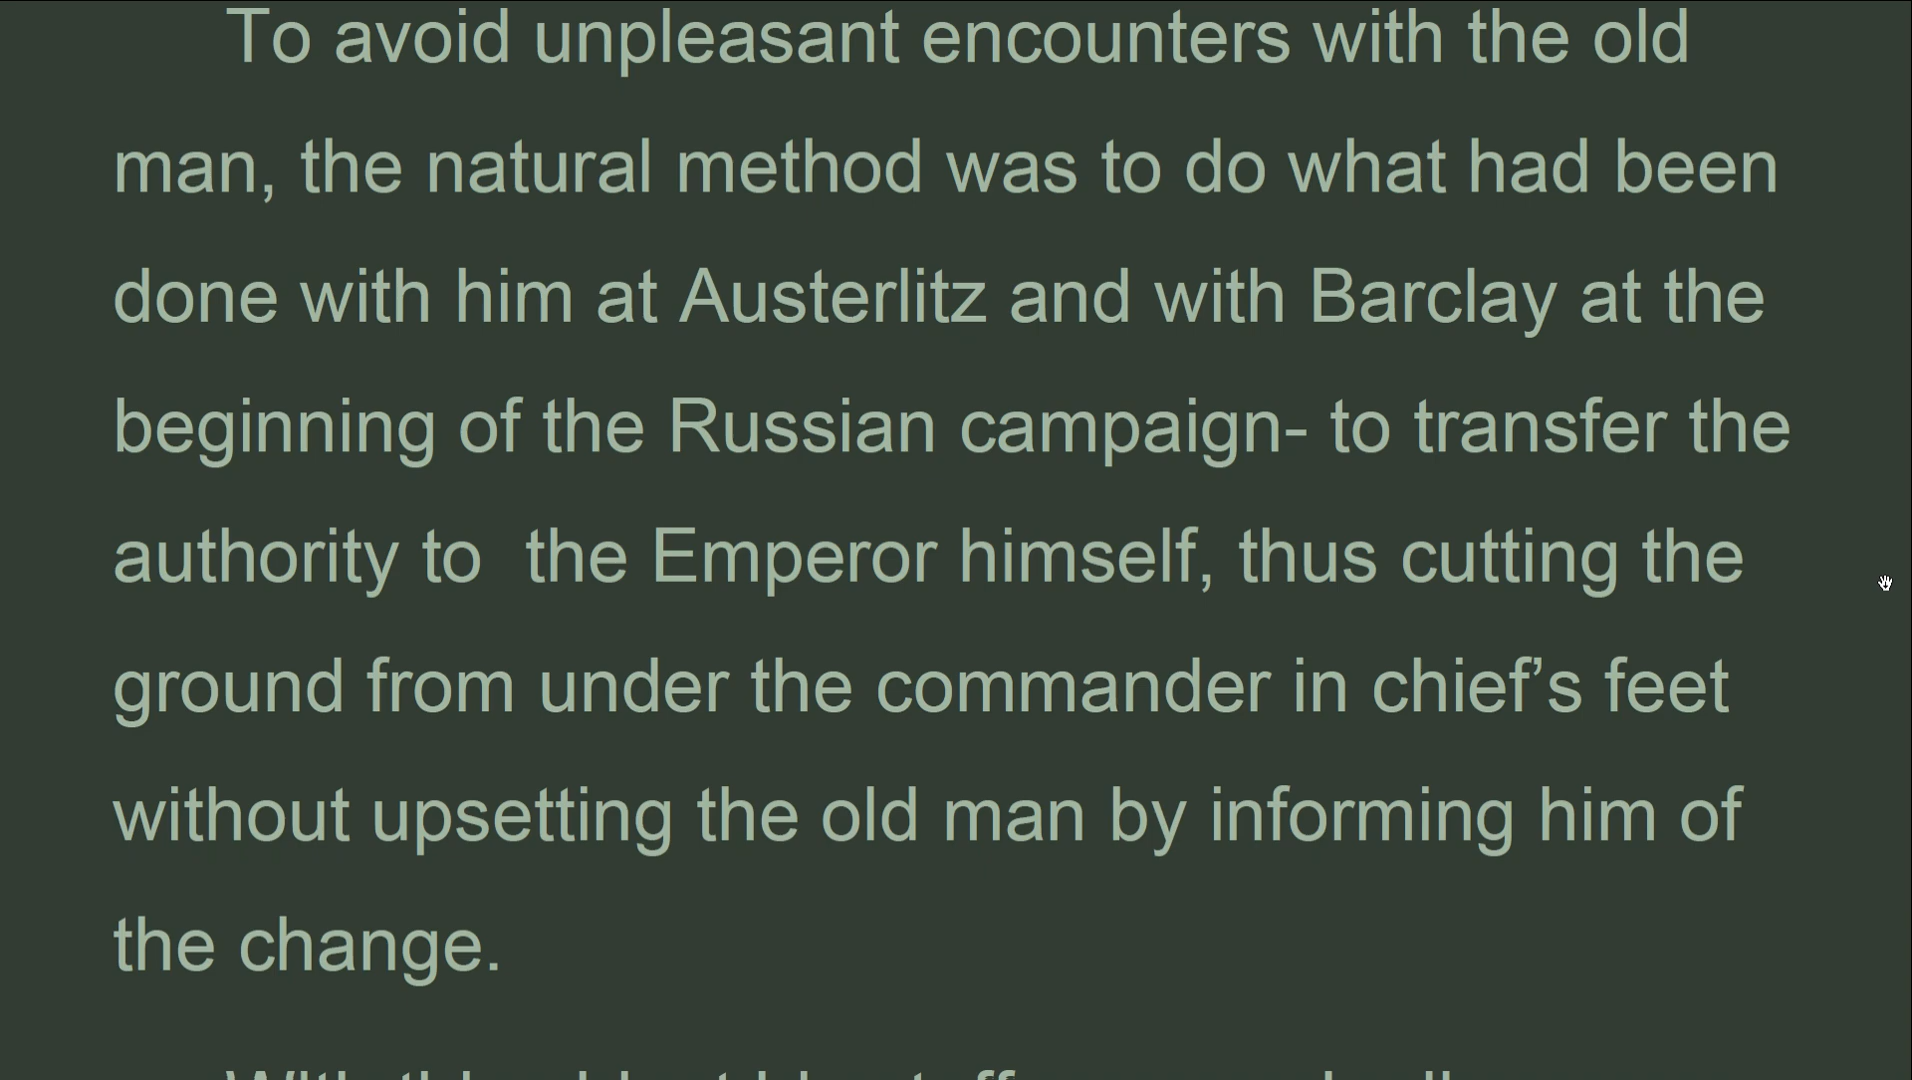 To avoid unpleasant encounters with the old
man, the natural method was to do what had been
done with him at Austerlitz and with Barclay at the
beginning of the Russian campaign- to transfer the
authority to  the Emperor himself, thus cutting the
ground from under the commander in chief’s feet
without upsetting the old man by informing him of
the change.